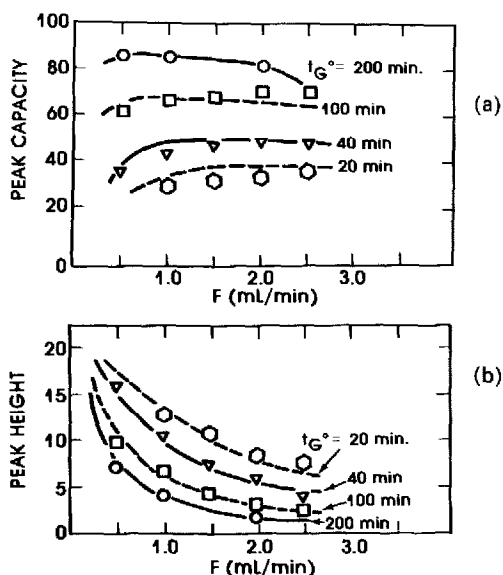 100
80
60
40
20
0
PEAK CAPACITY
tG° = 200 min.
100 min
40 min
20 min
1.0 2.0 3.0
F (mL/min)
(a)
20
15
10
5
0
PEAK HEIGHT
tG° = 20 min.
40 min
100 min
200 min
1.0 2.0 3.0
F (mL/min)
(b)